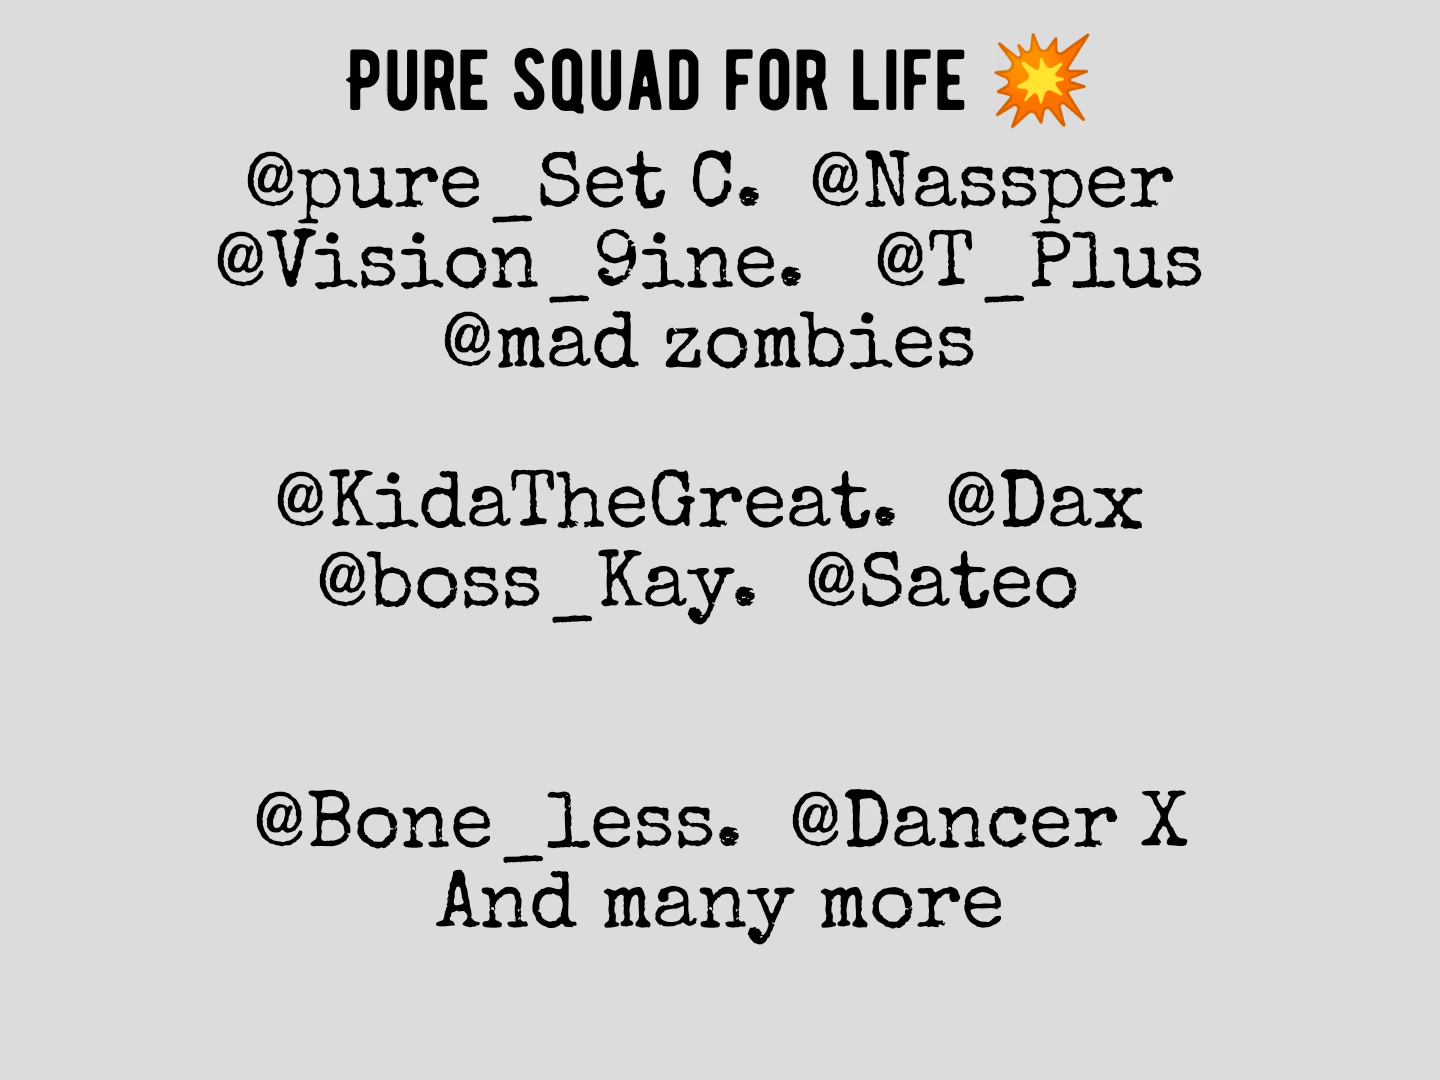 PURE SQUAD FOR LIFE 💥
@pure_Set C. @Nassper
@Vision_9ine. @T_Plus
@mad zombies
@KidaTheGreat. @Dax
@boss_Kay. @Sateo
@Bone_less. @Dancer X
And many more